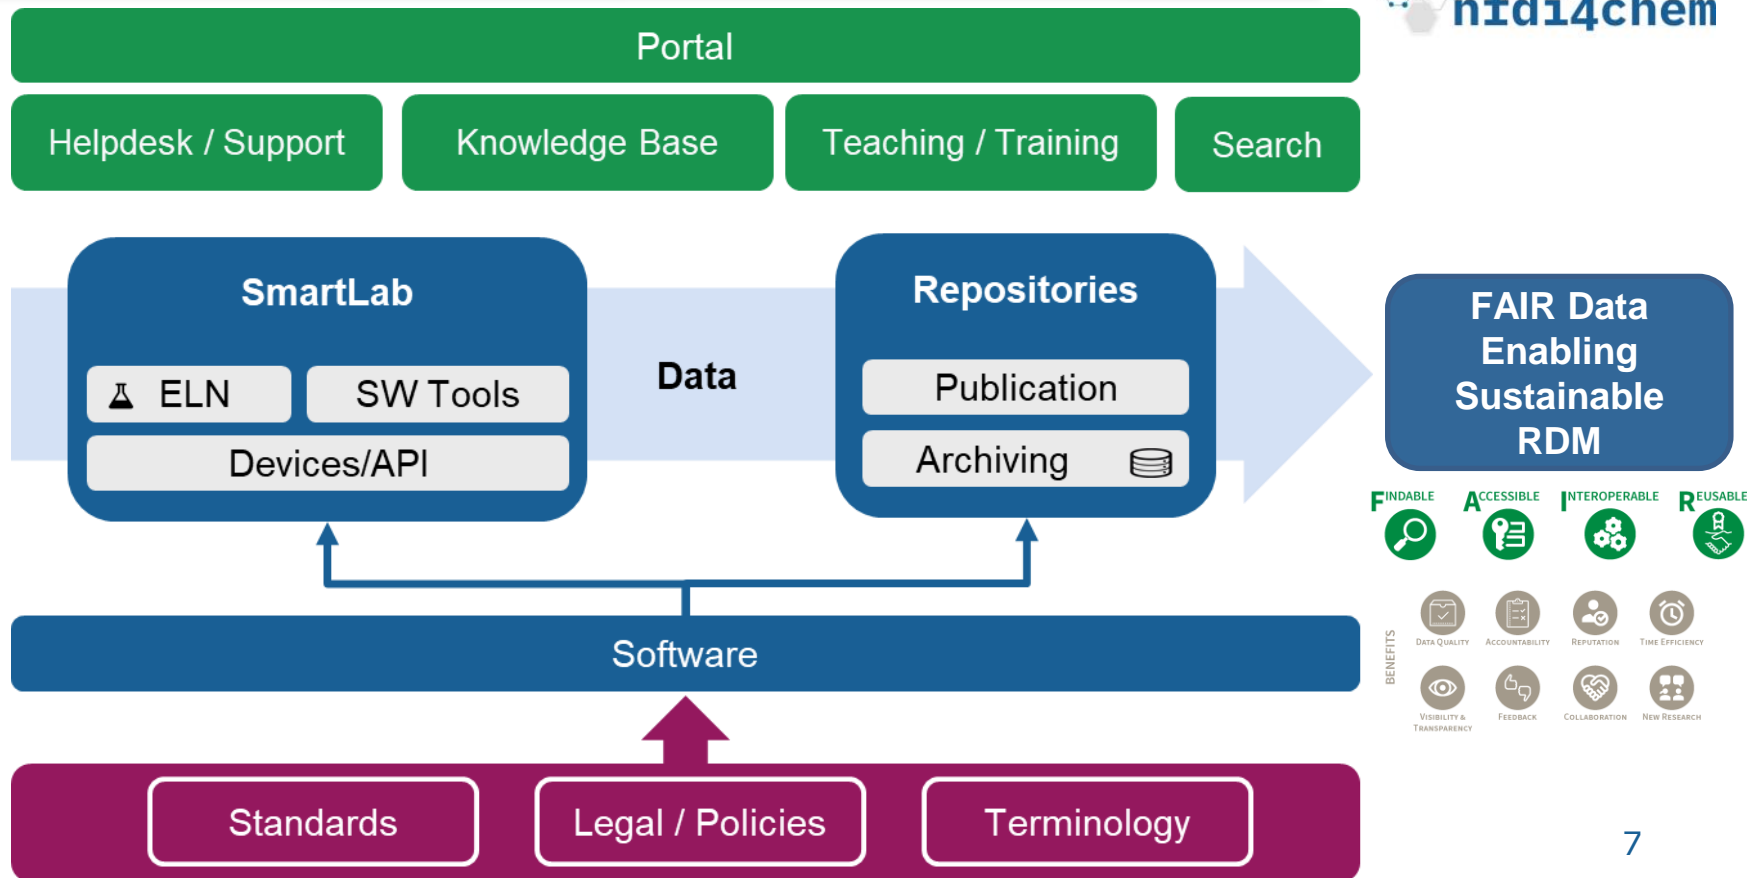 nfdi4chem
Portal
Helpdesk / Support
Knowledge Base
Teaching / Training
Search
SmartLab
ELN
SW Tools
Devices/API
Data
Repositories
Publication
Archiving
FAIR Data
Enabling
Sustainable
RDM
FINDABLE
ACCESSIBLE
INTEROPERABLE
REUSABLE
BENEFITS
DATA QUALITY
ACCOUNTABILITY
REPUTATION
TIME EFFICIENCY
VISIBILITY &
TRANSPARENCY
FEEDBACK
COLLABORATION
NEW RESEARCH
Software
Standards
Legal / Policies
Terminology
7